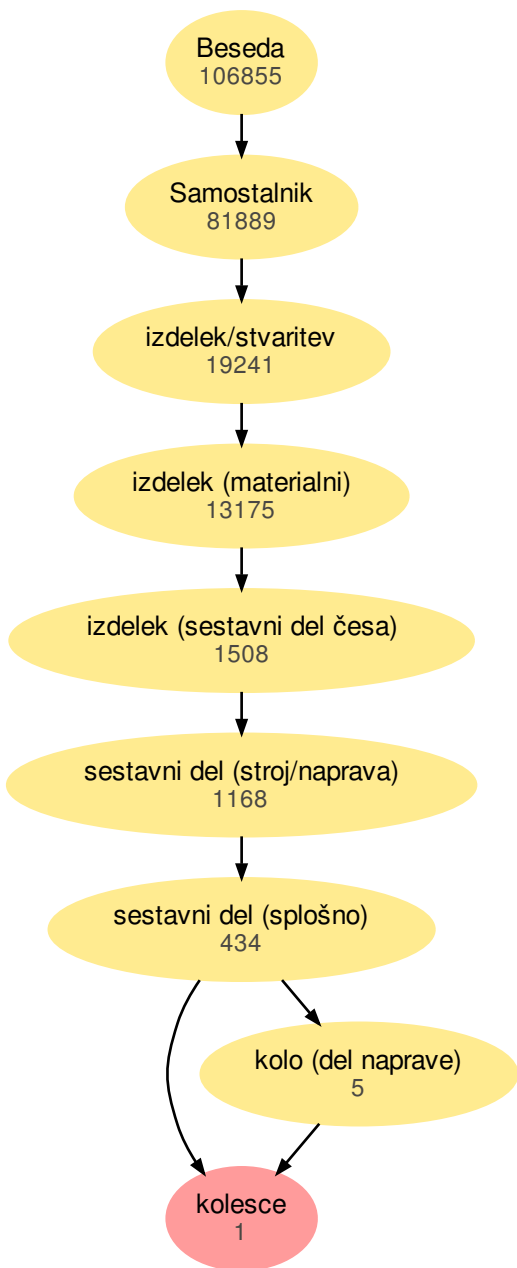 Beseda
106855
Samostalnik
81889
izdelek/stvaritev
19241
izdelek (materialni)
13175
izdelek (sestavni del česa)
1508
sestavni del (stroj/naprava)
1168
sestavni del (splošno)
434
kolo (del naprave)
5
kolesce
1